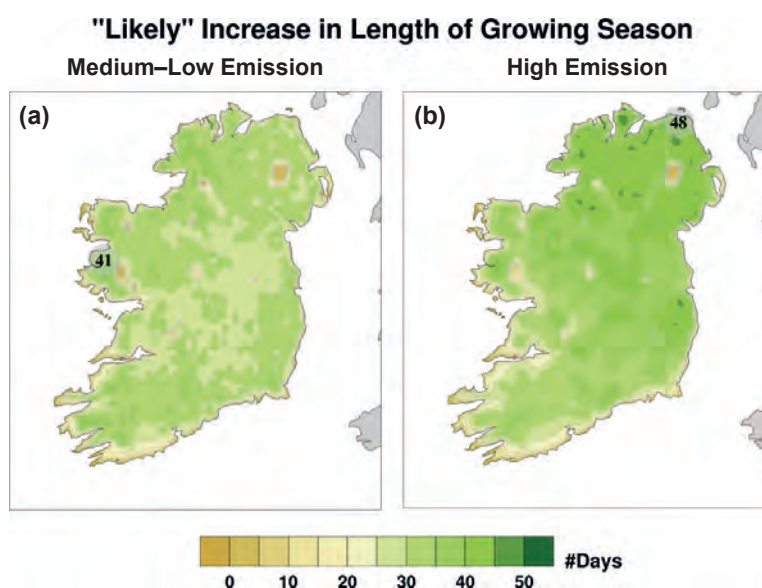 "Likely" Increase in Length of Growing Season
Medium–Low Emission
High Emission
(a)
(b)
48
41
#Days
0 10 20 30 40 50